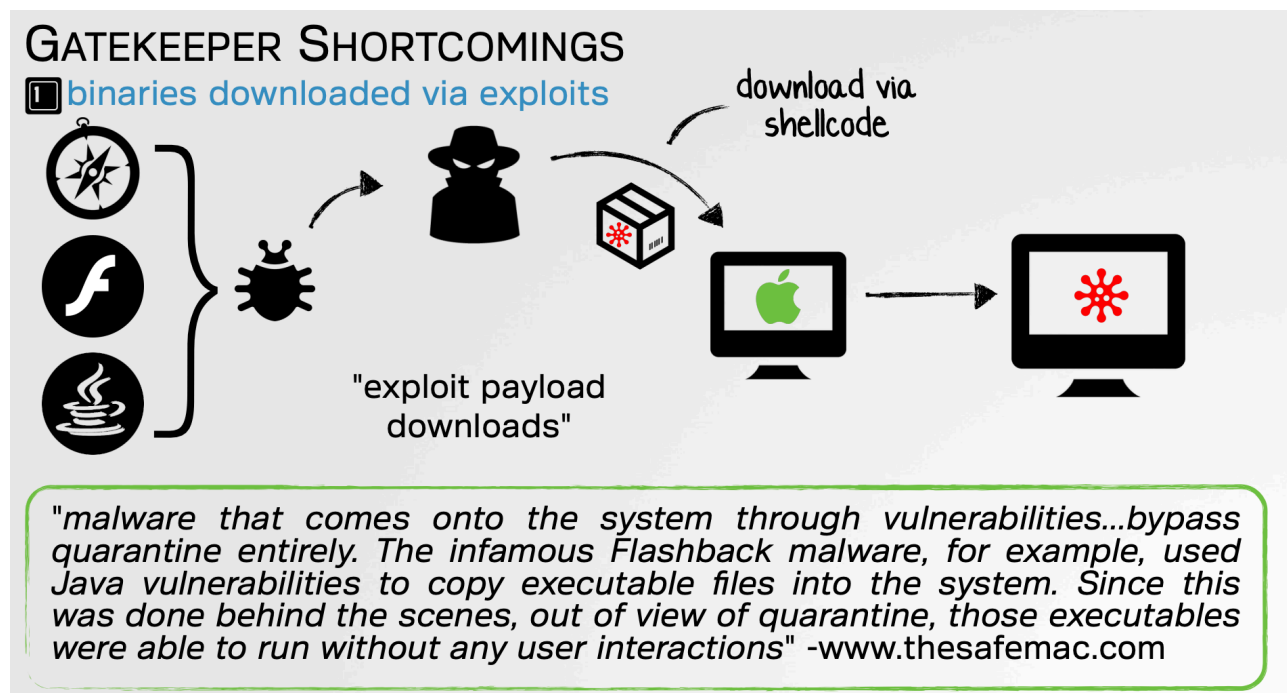 GATEKEEPER SHORTCOMINGS
1 binaries downloaded via exploits
download via
shellcode
"exploit payload
downloads"
"malware that comes onto the system through vulnerabilities...bypass
quarantine entirely. The infamous Flashback malware, for example, used
Java vulnerabilities to copy executable files into the system. Since this
was done behind the scenes, out of view of quarantine, those executables
were able to run without any user interactions" -www.thesafemac.com